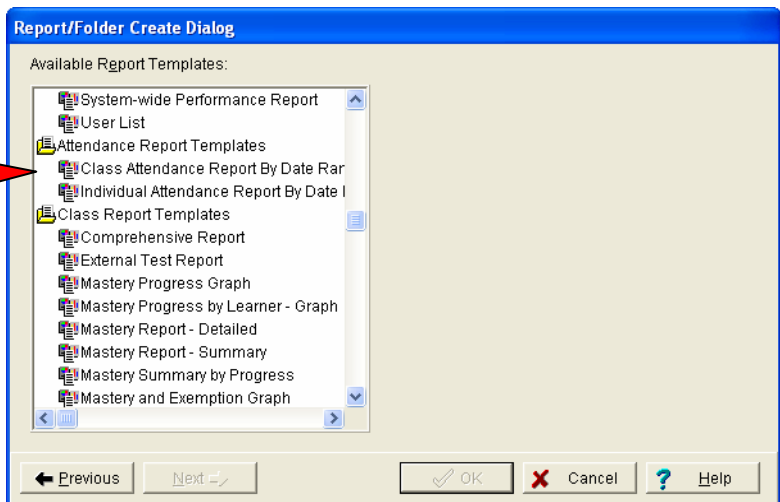 Report/Folder Create Dialog
Available Report Templates:
System-wide Performance Report
User List
Attendance Report Templates
Class Attendance Report By Date Ran
Individual Attendance Report By Date
Class Report Templates
Comprehensive Report
External Test Report
Mastery Progress Graph
Mastery Progress by Learner - Graph
Mastery Report - Detailed
Mastery Report - Summary
Mastery Summary by Progress
Mastery and Exemption Graph
Previous Next OK Cancel ? Help